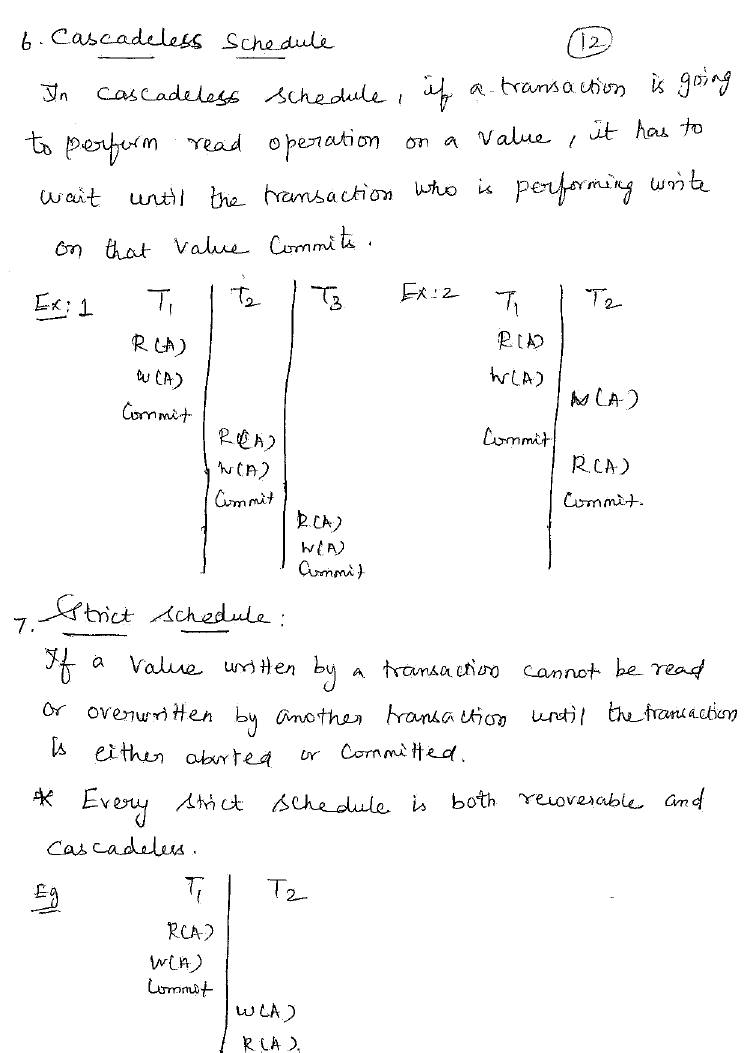 6. Cascadeless Schedule 12
In cascadeless schedule, if a transaction is going
to perform read operation on a value, it has to
wait until the transaction who is performing write
on that value Commits.
Ex: 1 T1 T2 T3 Ex: 2 T1 T2
R(A) R(A)
W(A) W(A)
W(A)
Commit Commit
R(A) R(A)
W(A)
Commit Commit.
R(A)
W(A)
Commit
7. Strict Schedule:
If a value written by a transaction cannot be read
or overwritten by another transaction until the transaction
is either aborted or Committed.
* Every strict schedule is both recoverable and
Cascadeless.
Eg T1 T2
R(A)
W(A)
Commit
W(A)
R(A).